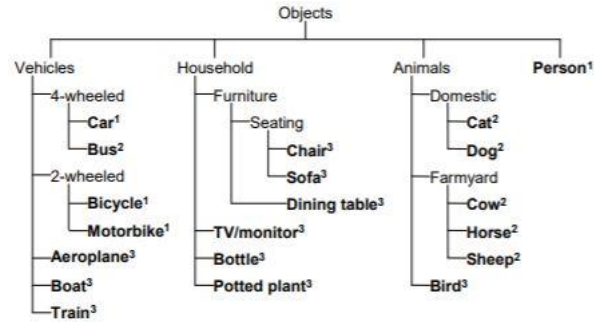 Objects
Vehicles
4-wheeled
Car¹
Bus²
2-wheeled
Bicycle¹
Motorbike¹
Aeroplane³
Boat³
Train³
Household
Furniture
Seating
Chair³
Sofa³
Dining table³
TV/monitor³
Bottle³
Potted plant³
Animals
Domestic
Cat²
Dog²
Farmyard
Cow²
Horse²
Sheep²
Bird³
Person¹